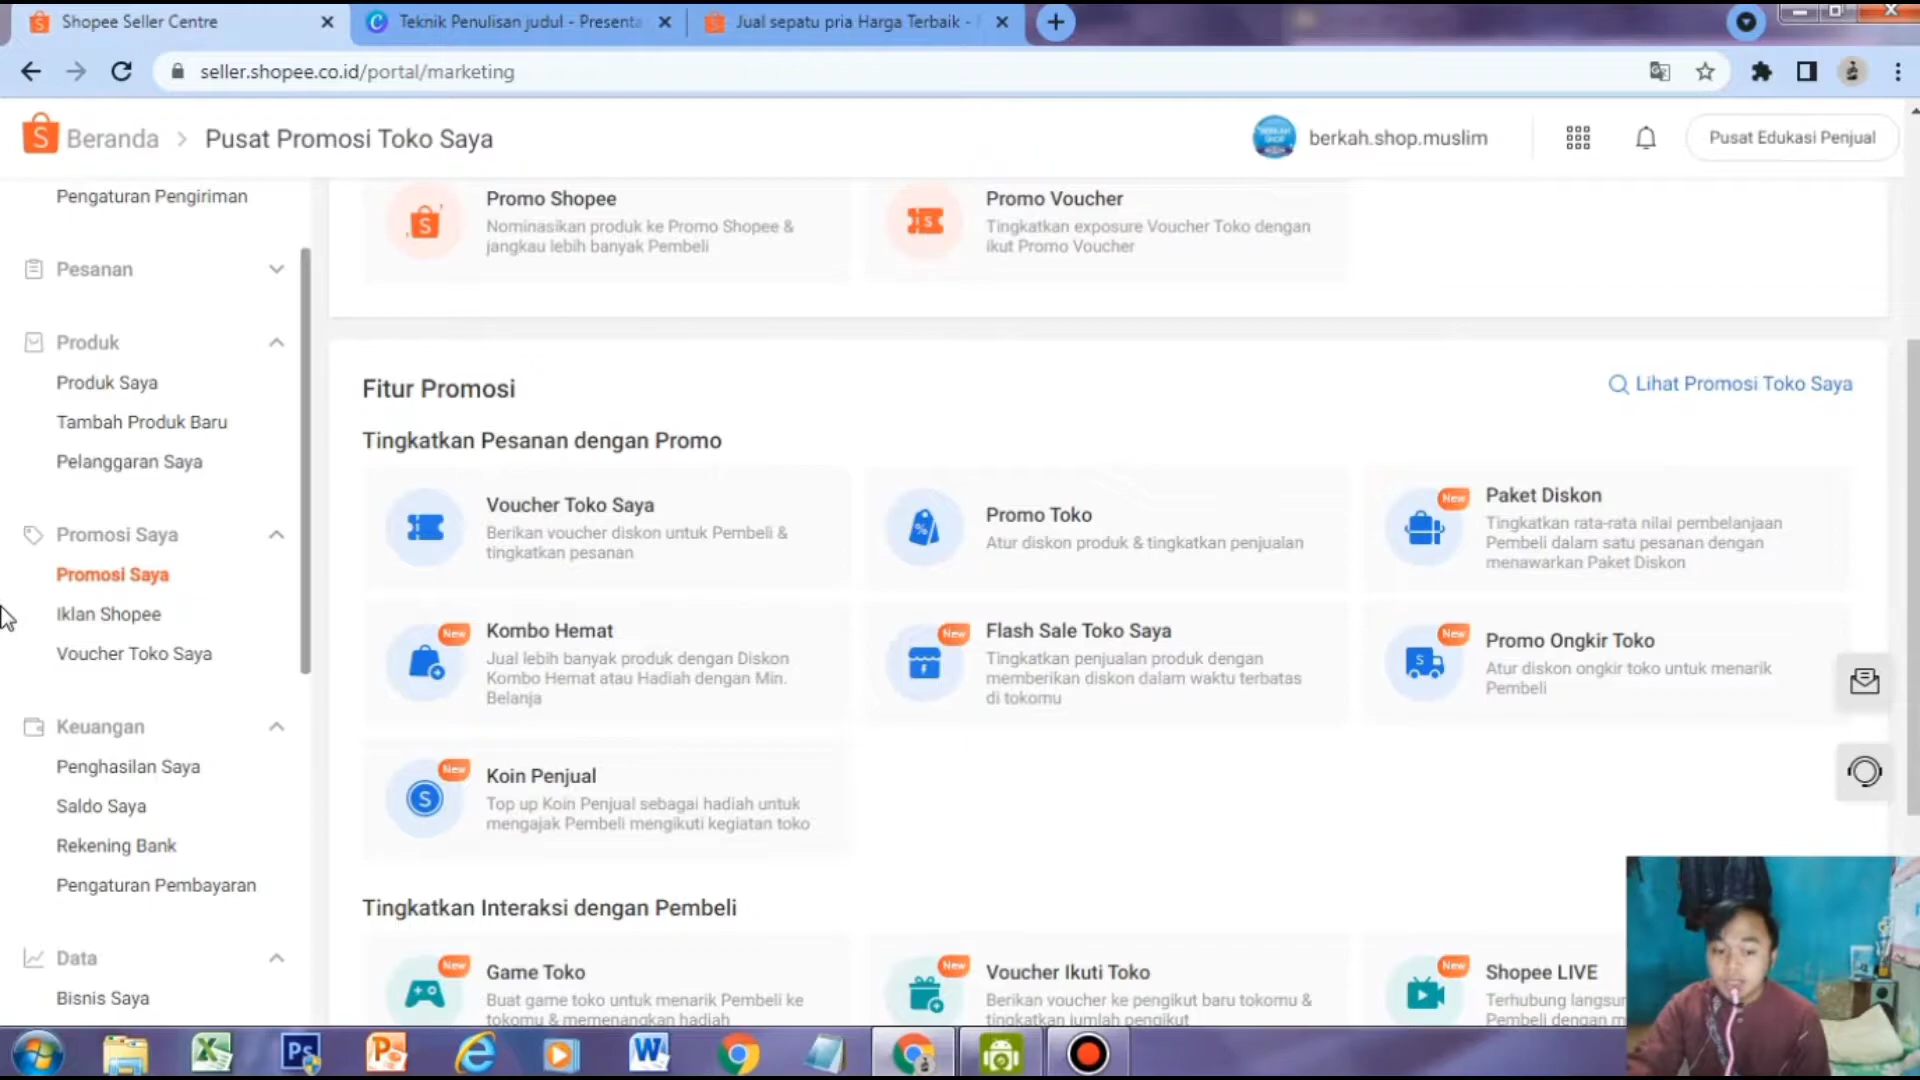 Shopee Seller Centre
Teknik Penulisan judul - Presenta
Jual sepatu pria Harga Terbaik -
seller.shopee.co.id/portal/marketing
Beranda > Pusat Promosi Toko Saya
berkah.shop.muslim
Pusat Edukasi Penjual
Pengaturan Pengiriman
Pesanan
Produk
Produk Saya
Tambah Produk Baru
Pelanggaran Saya
Promosi Saya
Promosi Saya
Iklan Shopee
Voucher Toko Saya
Keuangan
Penghasilan Saya
Saldo Saya
Rekening Bank
Pengaturan Pembayaran
Data
Bisnis Saya
Promo Shopee
Nominasikan produk ke Promo Shopee &
jangkau lebih banyak Pembeli
Promo Voucher
Tingkatkan exposure Voucher Toko dengan
ikut Promo Voucher
Fitur Promosi
Lihat Promosi Toko Saya
Tingkatkan Pesanan dengan Promo
Voucher Toko Saya
Berikan voucher diskon untuk Pembeli &
tingkatkan pesanan
Promo Toko
Atur diskon produk & tingkatkan penjualan
New
Paket Diskon
Tingkatkan rata-rata nilai pembelanjaan
Pembeli dalam satu pesanan dengan
menawarkan Paket Diskon
New
Kombo Hemat
Jual lebih banyak produk dengan Diskon
Kombo Hemat atau Hadiah dengan Min.
Belanja
New
Flash Sale Toko Saya
Tingkatkan penjualan produk dengan
memberikan diskon dalam waktu terbatas
di tokomu
New
Promo Ongkir Toko
Atur diskon ongkir toko untuk menarik
Pembeli
New
Koin Penjual
Top up Koin Penjual sebagai hadiah untuk
mengajak Pembeli mengikuti kegiatan toko
Tingkatkan Interaksi dengan Pembeli
New
Game Toko
Buat game toko untuk menarik Pembeli ke
tokomu & memenangkan hadiah
New
Voucher Ikuti Toko
Berikan voucher ke pengikut baru tokomu &
tingkatkan jumlah pengikut
New
Shopee LIVE
Terhubung langsu
Pembeli dengan m